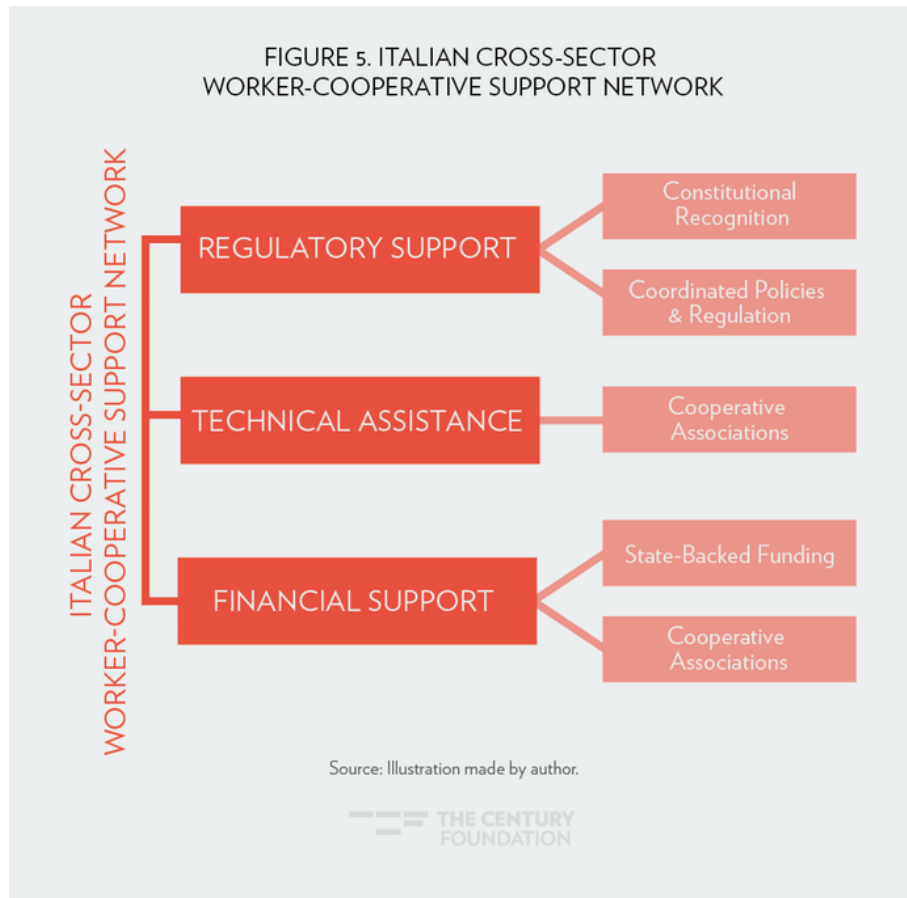 FIGURE 5. ITALIAN CROSS-SECTOR
WORKER-COOPERATIVE SUPPORT NETWORK
ITALIAN CROSS-SECTOR
WORKER-COOPERATIVE SUPPORT NETWORK
REGULATORY SUPPORT
Constitutional
Recognition
Coordinated Policies
& Regulation
TECHNICAL ASSISTANCE
Cooperative
Associations
FINANCIAL SUPPORT
State-Backed Funding
Cooperative
Associations
Source: Illustration made by author.
THE CENTURY
FOUNDATION